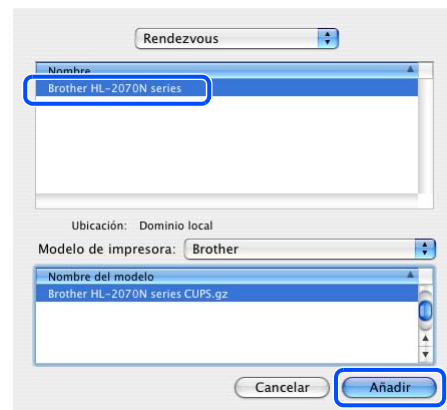 Rendezvous
Nombre
Brother HL-2070N series
Ubicación: Dominio local
Modelo de impresora: Brother
Nombre del modelo
Brother HL-2070N series CUPS.gz
Cancelar Añadir